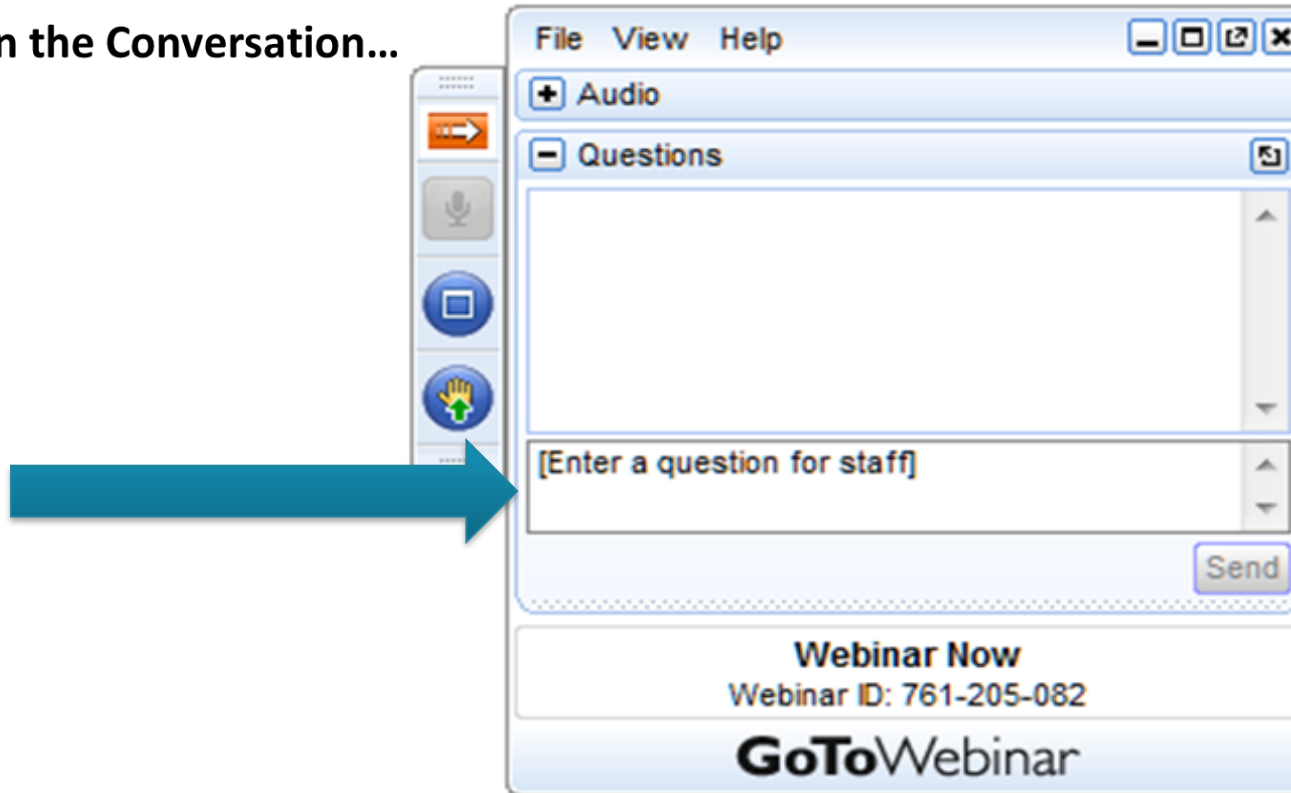 n the Conversation…
File View Help
Audio
Questions
[Enter a question for staff]
Send
Webinar Now
Webinar ID: 761-205-082
GoToWebinar